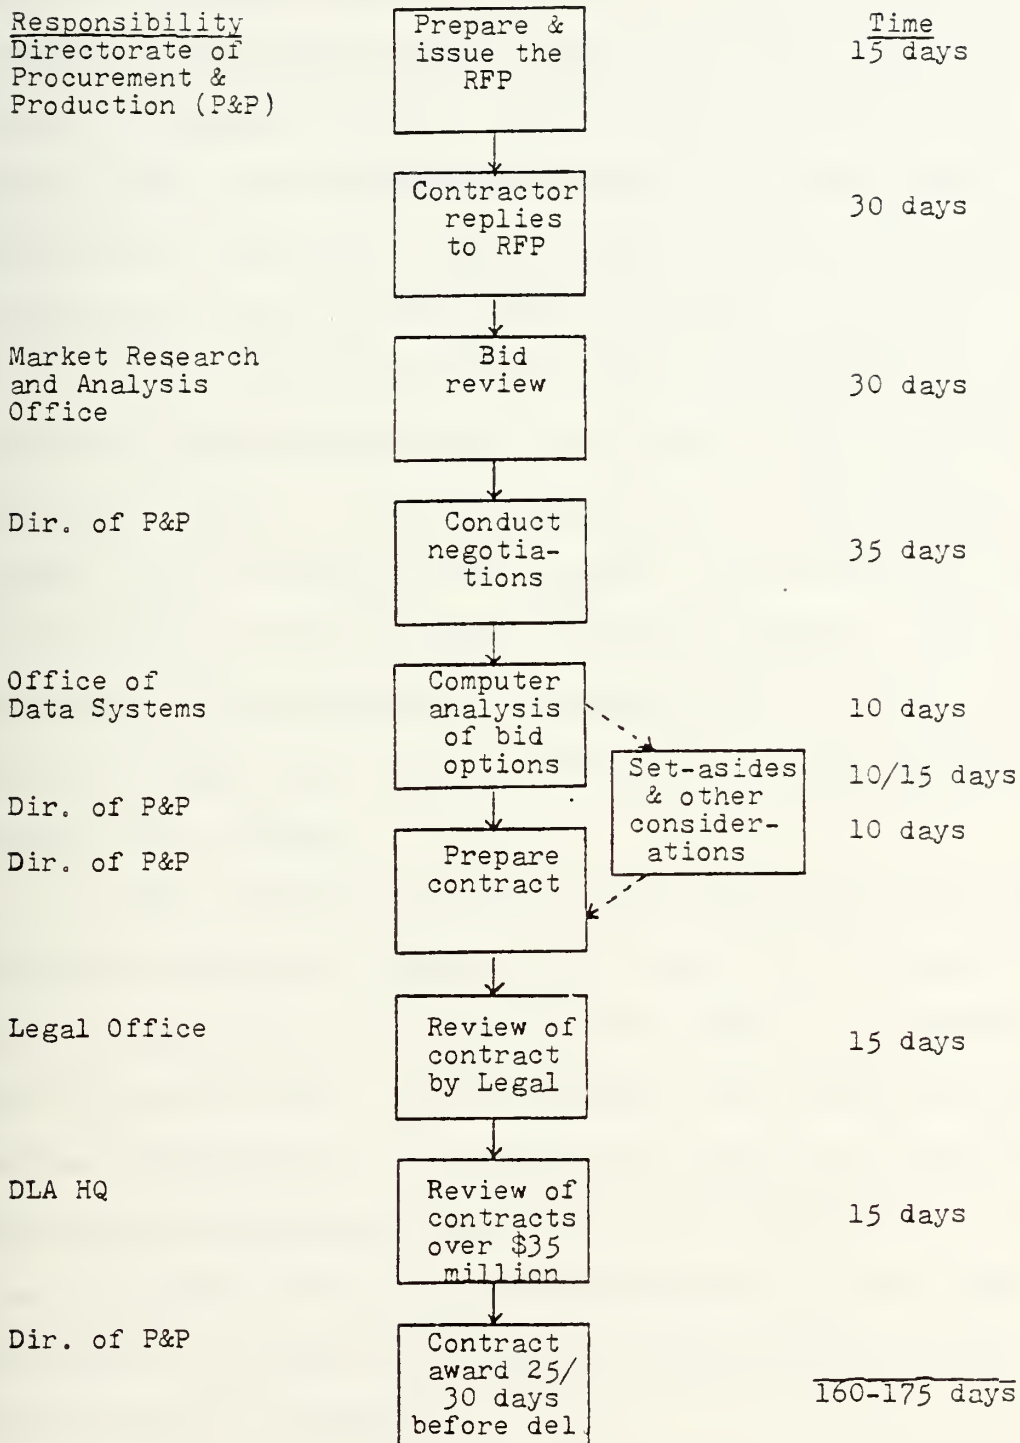 Responsibility
Directorate of
Procurement &
Production (P&P)
Prepare &
issue the
RFP
Time
15 days
Contractor
replies
to RFP
30 days
Market Research
and Analysis
Office
Bid
review
30 days
Dir. of P&P
Conduct
negotia-
tions
35 days
Office of
Data Systems
Computer
analysis
of bid
options
10 days
Dir. of P&P
Set-asides
& other
consider-
ations
10/15 days
Dir. of P&P
Prepare
contract
10 days
Legal Office
Review of
contract
by Legal
15 days
DLA HQ
Review of
contracts
over $35
million
15 days
Dir. of P&P
Contract
award 25/
30 days
before del.
160-175 days